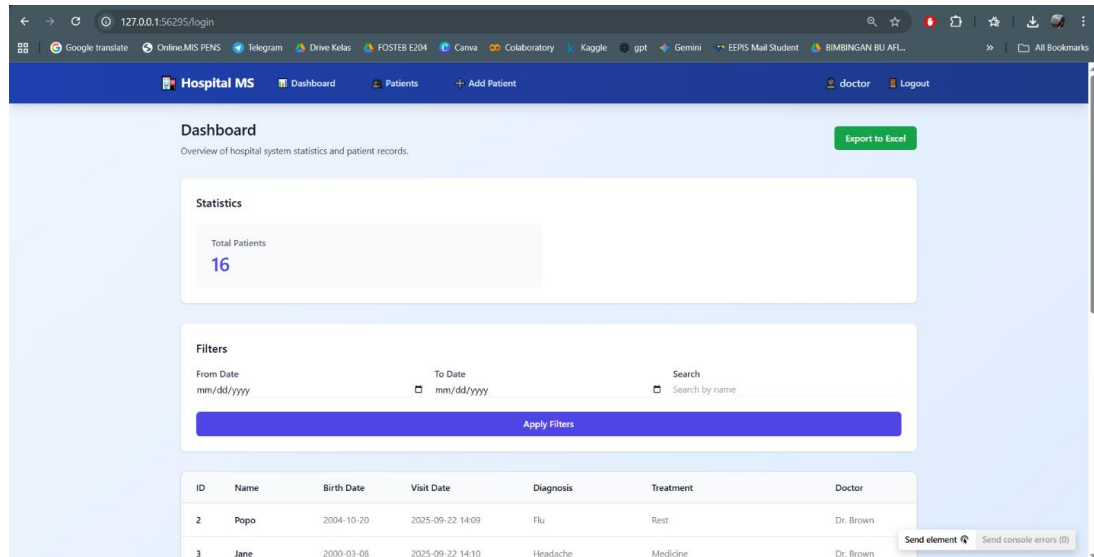 127.0.0.1:56295/login
Google translate Online.MIS PENS Telegram Drive Kelas FOSTEB E204 Canva Colaboratory Kaggle gpt Gemini EEPIS Mail Student BIMBINGAN BU AFI... » All Bookmarks
Hospital MS Dashboard Patients + Add Patient doctor Logout
Dashboard
Export to Excel
Overview of hospital system statistics and patient records.
Statistics
Total Patients
16
Filters
From Date To Date Search
mm/dd/yyyy mm/dd/yyyy Search by name
Apply Filters
ID Name Birth Date Visit Date Diagnosis Treatment Doctor
2 Popo 2004-10-20 2025-09-22 14:09 Flu Rest Dr. Brown
3 Jane 2000-03-08 2025-09-22 14:10 Headache Medicine Dr. Brown
Send element Send console errors (0)